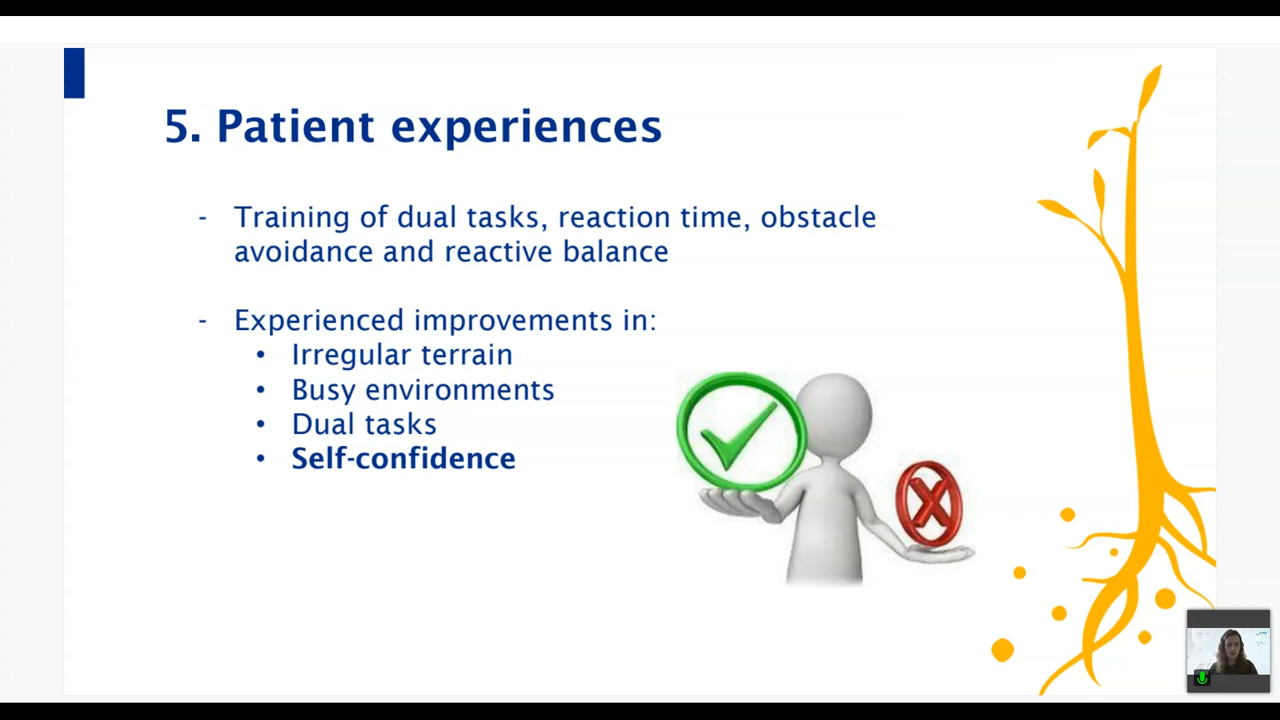 5. Patient experiences
- Training of dual tasks, reaction time, obstacle
avoidance and reactive balance
- Experienced improvements in:
• Irregular terrain
• Busy environments
• Dual tasks
• Self-confidence